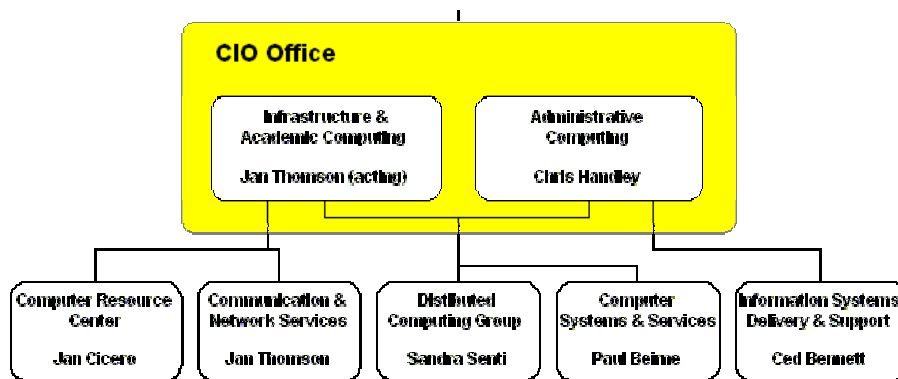 CIO Office
Infrastructure &
Academic Computing
Jan Thomson (acting)
Administrative
Computing
Chris Handley
Computer Resource
Center
Jan Cicero
Communication &
Network Services
Jan Thomson
Distibuted
Computing Group
Sandra Senti
Computer
Systems & Services
Paul Beirne
Information Systems
Delivery & Support
Ced Bennett